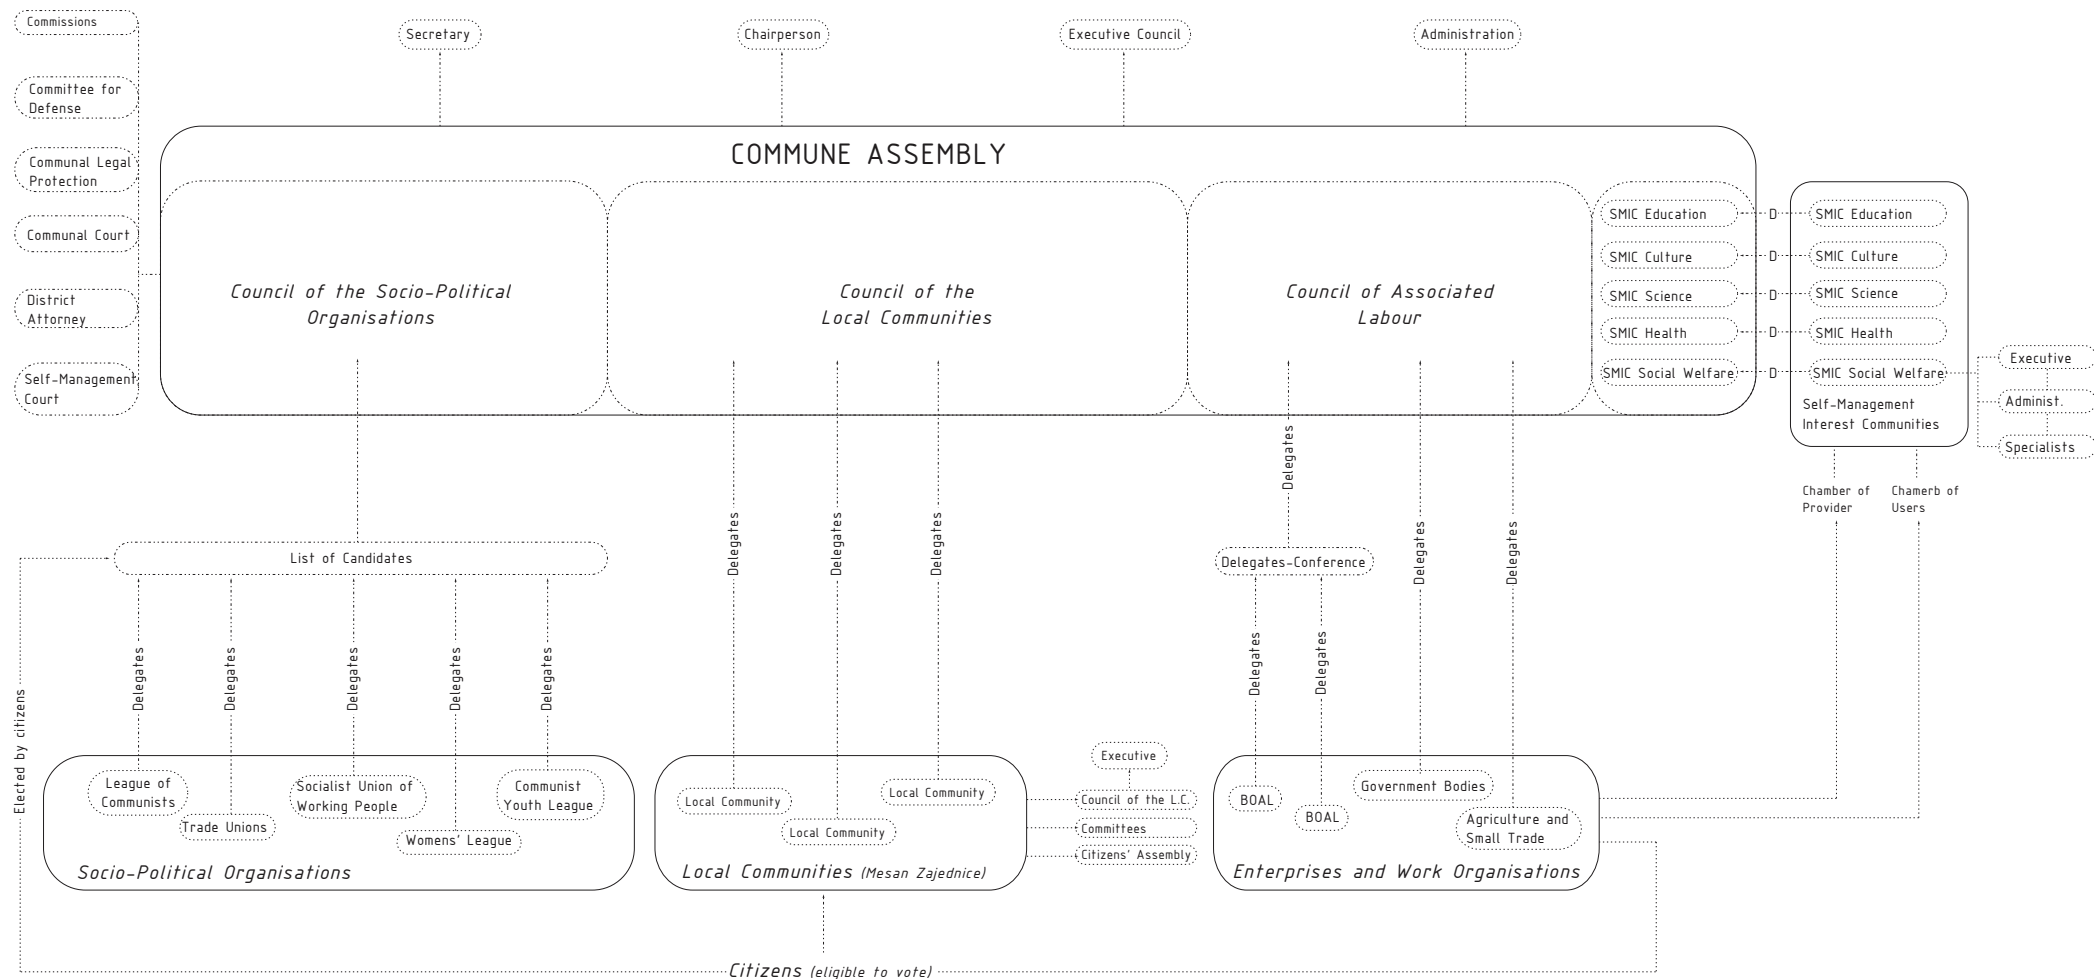 Commissions
Secretary
Chairperson
Executive Council
Administration
Committee for
Defense
Communal Legal
Protection
Communal Court
District
Attorney
Self-Management
Court
COMMUNE ASSEMBLY
Council of the Socio-Political
Organisations
Council of the
Local Communities
Council of Associated
Labour
SMIC Education
SMIC Culture
SMIC Science
SMIC Health
SMIC Social Welfare
D
D
D
D
D
SMIC Education
SMIC Culture
SMIC Science
SMIC Health
SMIC Social Welfare
Self-Management
Interest Communities
Executive
Administ.
Specialists
Chamber of
Provider
Chamerb of
Users
List of Candidates
Delegates
Delegates
Delegates
Delegates
Delegates
Delegates
Delegates
Delegates
Delegates
Delegates
Delegates
Delegates-Conference
Delegates
Delegates
Elected by citizens
League of
Communists
Trade Unions
Socialist Union of
Working People
Womens' League
Communist
Youth League
Socio-Political Organisations
Local Community
Local Community
Local Community
Local Communities (Mesan Zajednice)
Executive
Council of the L.C.
Committees
Citizens' Assembly
BOAL
BOAL
Government Bodies
Agriculture and
Small Trade
Enterprises and Work Organisations
Citizens (eligible to vote)